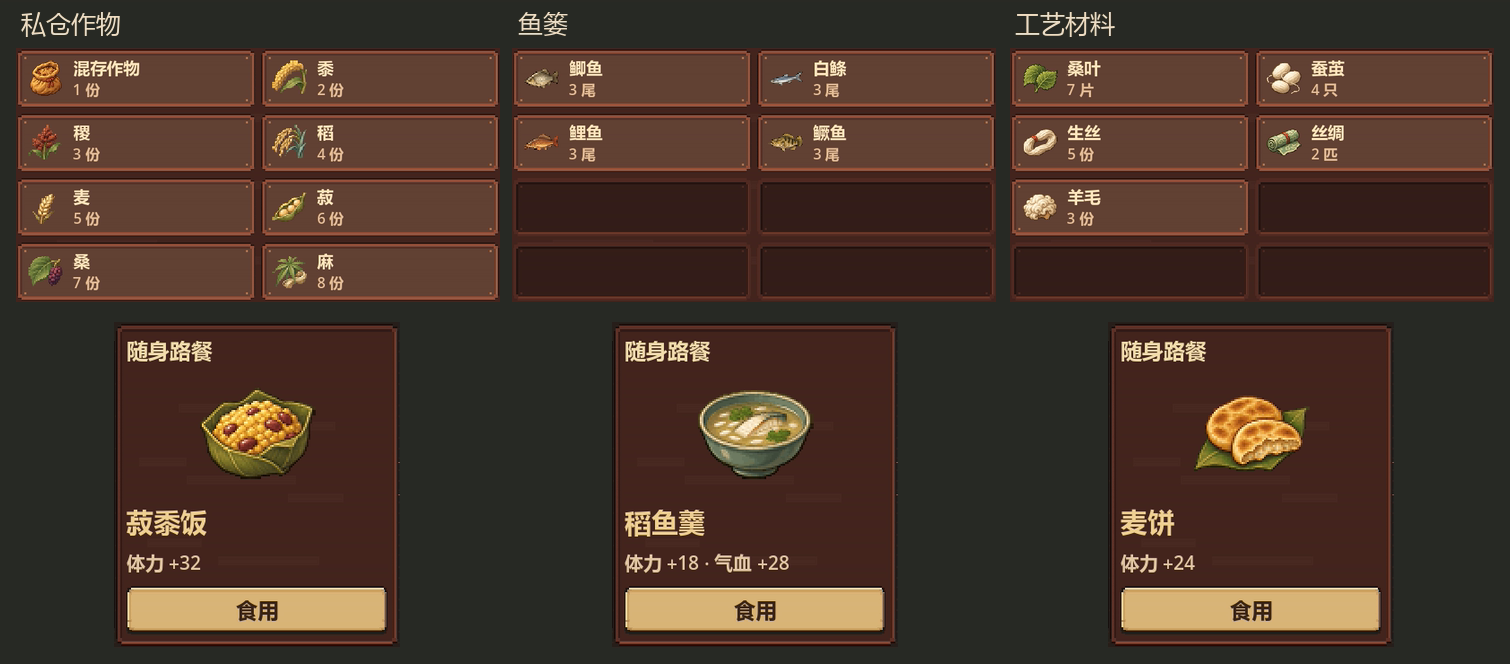 私仓作物
混存作物
1 份
黍
2 份
稷
3 份
稻
4 份
麦
5 份
菽
6 份
桑
7 份
麻
8 份
鱼篓
鲫鱼
3 尾
白鲦
3 尾
鲤鱼
3 尾
鳜鱼
3 尾
工艺材料
桑叶
7 片
蚕茧
4 只
生丝
5 份
丝绸
2 匹
羊毛
3 份
随身路餐
菽黍饭
体力 +32
食用
随身路餐
稻鱼羹
体力 +18 · 气血 +28
食用
随身路餐
麦饼
体力 +24
食用